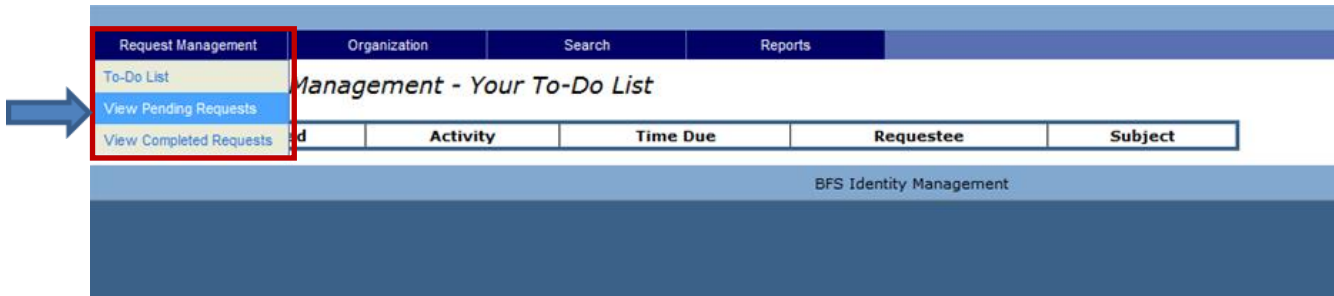 Request Management Organization Search Reports
To-Do List
Management - Your To-Do List
View Pending Requests
View Completed Requests
ed Activity Time Due Requestee Subject
BFS Identity Management